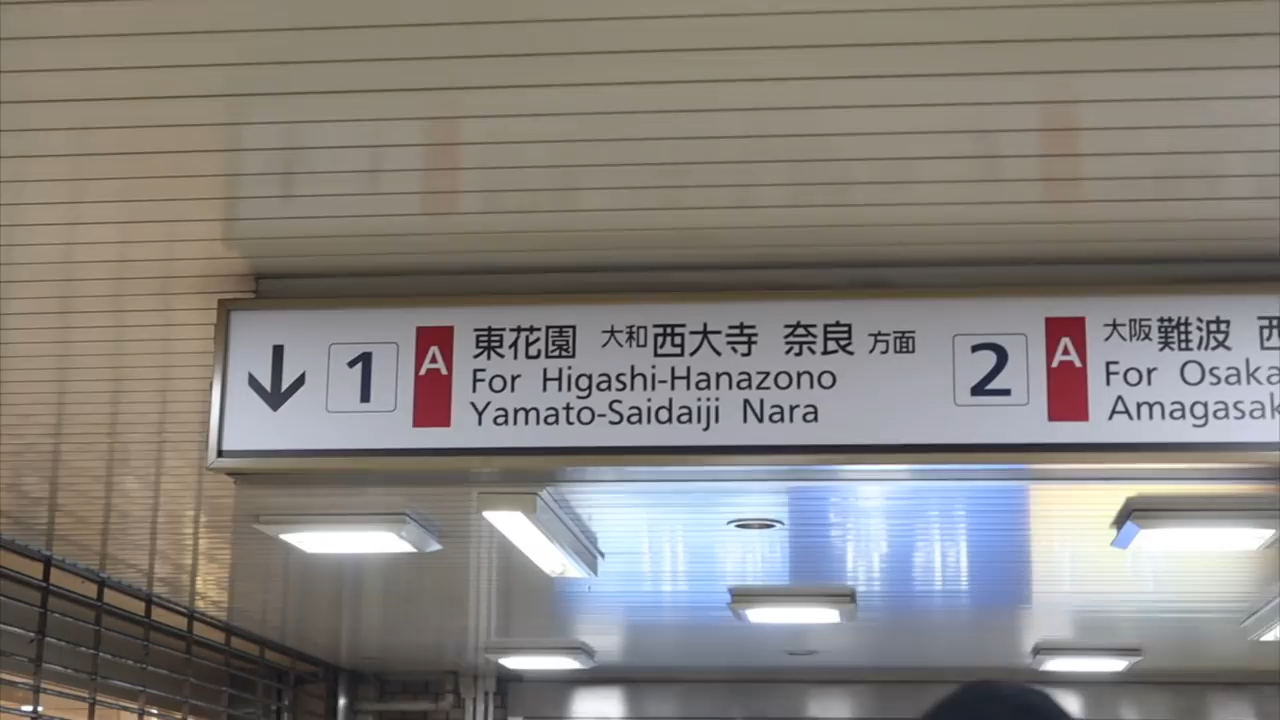 ↓ 1 A 東花園 大和西大寺 奈良 方面
For Higashi-Hanazono
Yamato-Saidaiji Nara
2 A 大阪難波
For Osaka